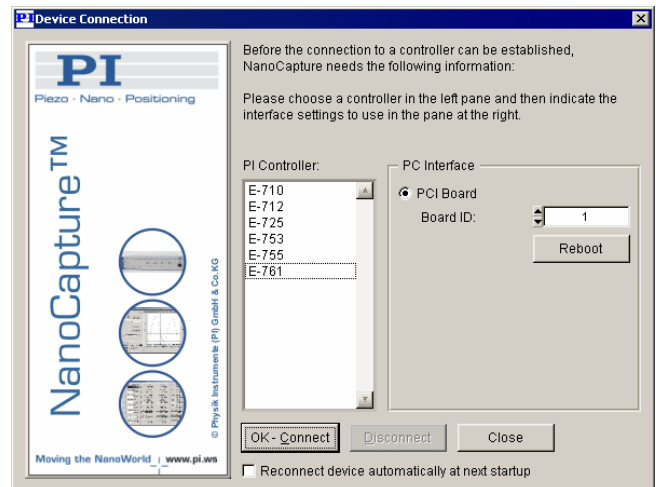 PI Device Connection
PI
Piezo · Nano · Positioning
NanoCapture™
© Physik Instrumente (PI) GmbH & Co.KG
Moving the NanoWorld | www.pi.ws
Before the connection to a controller can be established,
NanoCapture needs the following information:
Please choose a controller in the left pane and then indicate the
interface settings to use in the pane at the right.
PI Controller:
E-710
E-712
E-725
E-753
E-755
E-761
PC Interface
PCI Board
Board ID:
1
Reboot
OK - Connect
Disconnect
Close
Reconnect device automatically at next startup